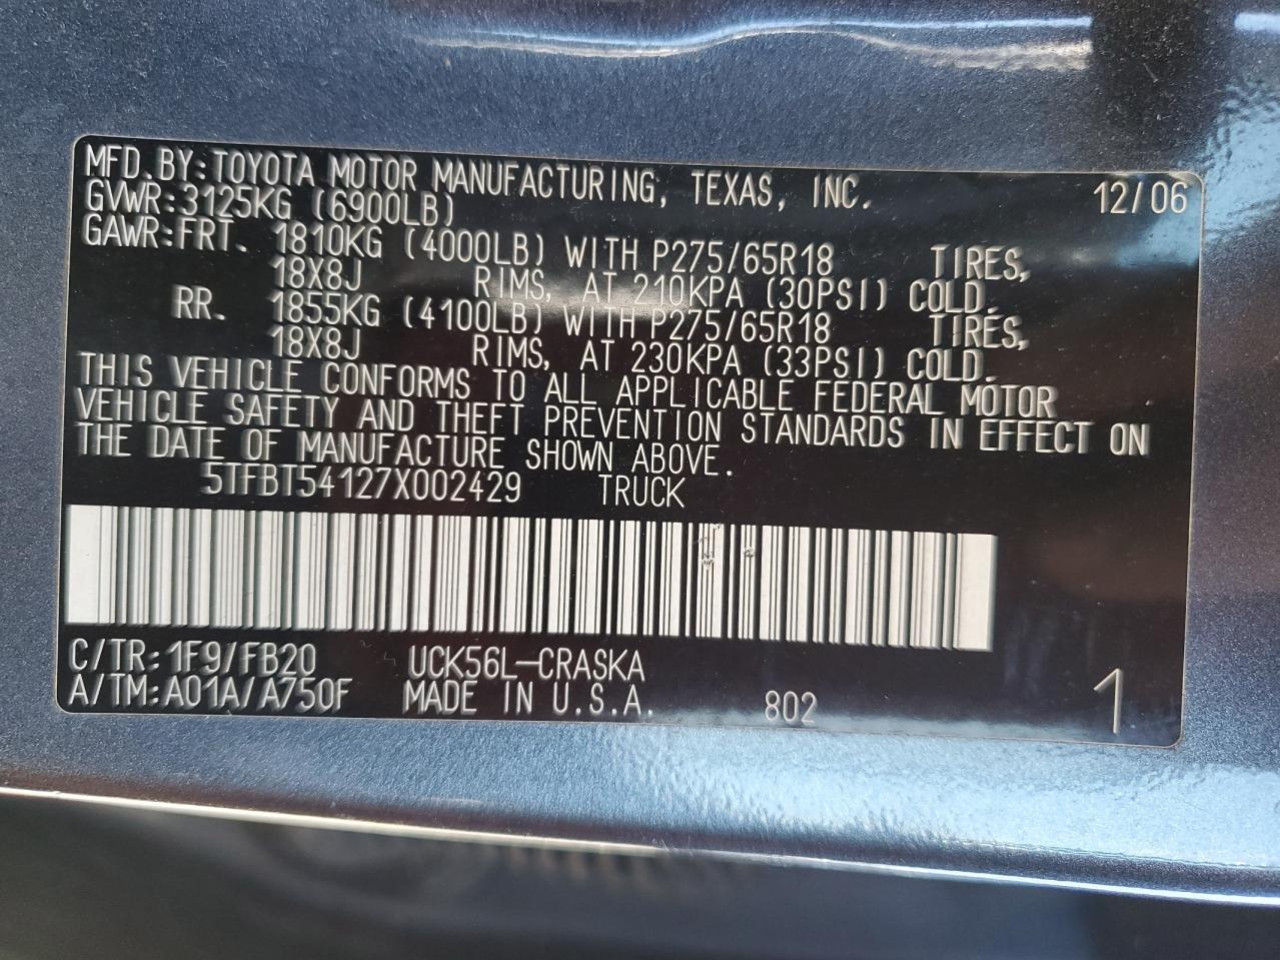 MFD.BY:TOYOTA MOTOR MANUFACTURING, TEXAS, INC. 12/06
GVWR:3125KG (6900LB)
GAWR:FRT. 1810KG (4000LB) WITH P275/65R18 TIRES,
18X8J RIMS, AT 210KPA (30PSI) COLD.
RR. 1855KG (4100LB) WITH P275/65R18 TIRES,
18X8J RIMS, AT 230KPA (33PSI) COLD.
THIS VEHICLE CONFORMS TO ALL APPLICABLE FEDERAL MOTOR
VEHICLE SAFETY AND THEFT PREVENTION STANDARDS IN EFFECT ON
THE DATE OF MANUFACTURE SHOWN ABOVE.
5TFBT54127X002429 TRUCK
C/TR:1F9/FB20 UCK56L-CRASKA
A/TM:A01A/A750F MADE IN U.S.A. 802 1